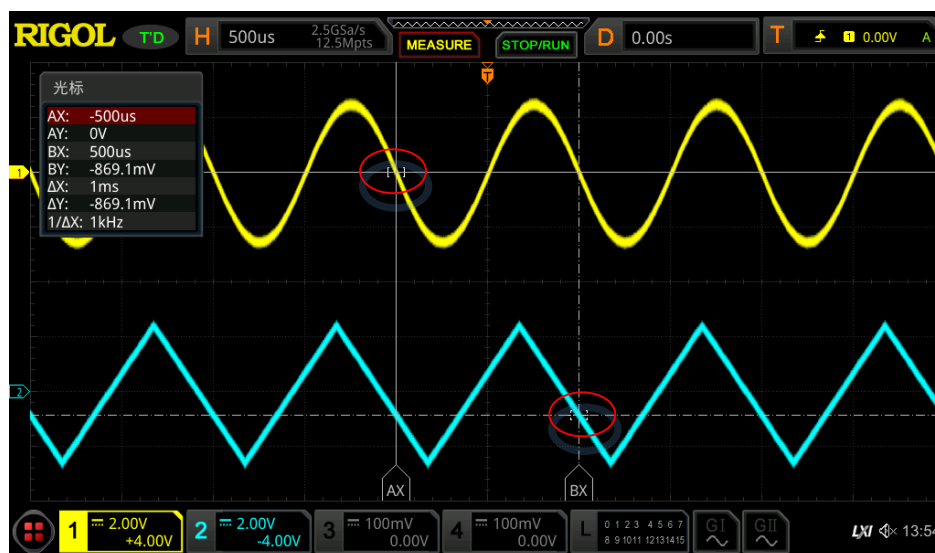 RIGOL T'D H 500us 2.5GSa/s 12.5Mpts MEASURE STOP/RUN D 0.00s T 1 0.00V A
T
光标
AX: -500us
AY: 0V
BX: 500us
BY: -869.1mV
ΔX: 1ms
ΔY: -869.1mV
1/ΔX: 1kHz
1
2
AX BX
1 2.00V +4.00V 2 2.00V -4.00V 3 100mV 0.00V 4 100mV 0.00V L 0 1 2 3 4 5 6 7 GI GII LXI 13:54
8 9 10 11 12 13 14 15